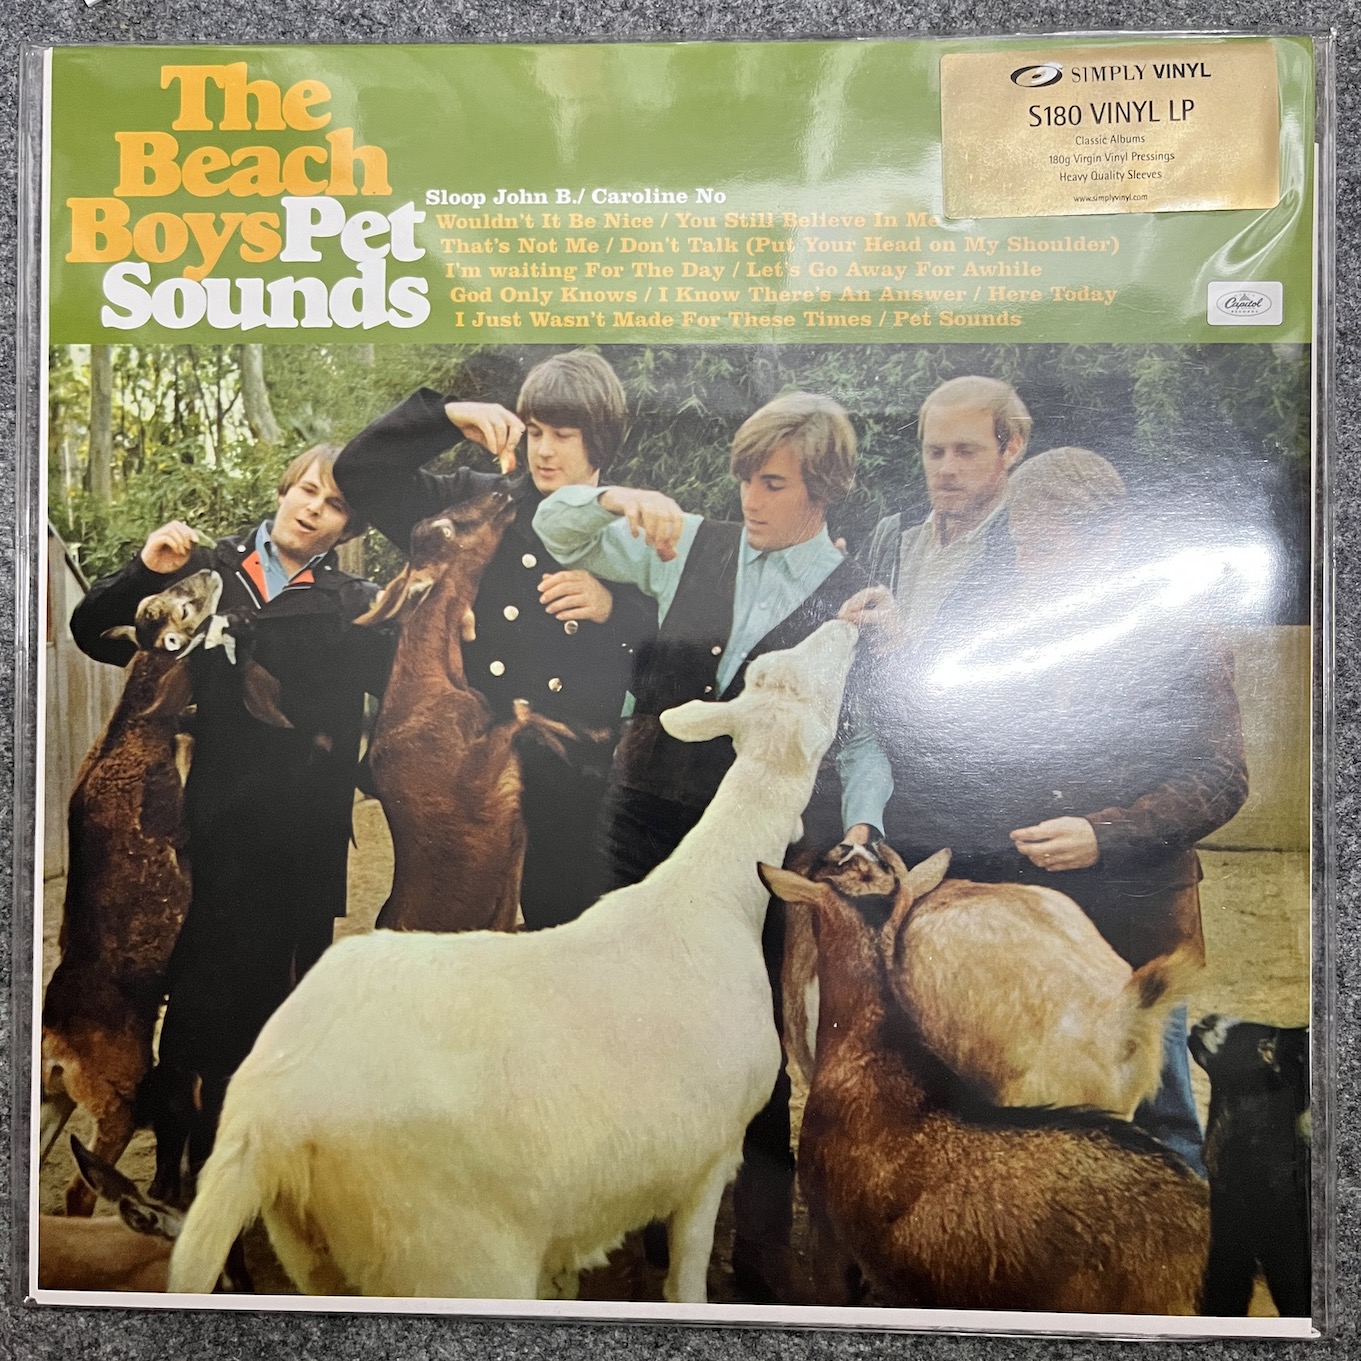 The
Beach
Boys Pet
Sounds
Sloop John B./ Caroline No
Wouldn't It Be Nice / You Still Believe In Me
That's Not Me / Don't Talk (Put Your Head on My Shoulder)
I'm waiting For The Day / Let's Go Away For Awhile
God Only Knows / I Know There's An Answer / Here Today
I Just Wasn't Made For These Times / Pet Sounds
SIMPLY VINYL
S180 VINYL LP
Classic Albums
180g Virgin Vinyl Pressings
Heavy Quality Sleeves
www.simplyvinyl.com
Capitol
RECORDS